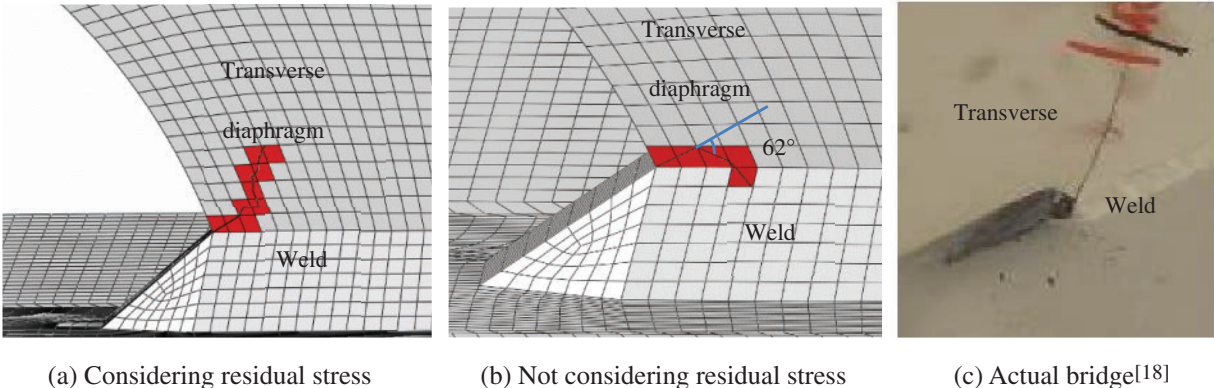 Transverse
diaphragm
Weld
(a) Considering residual stress
Transverse
diaphragm
62°
Weld
(b) Not considering residual stress
Transverse
Weld
(c) Actual bridge[18]